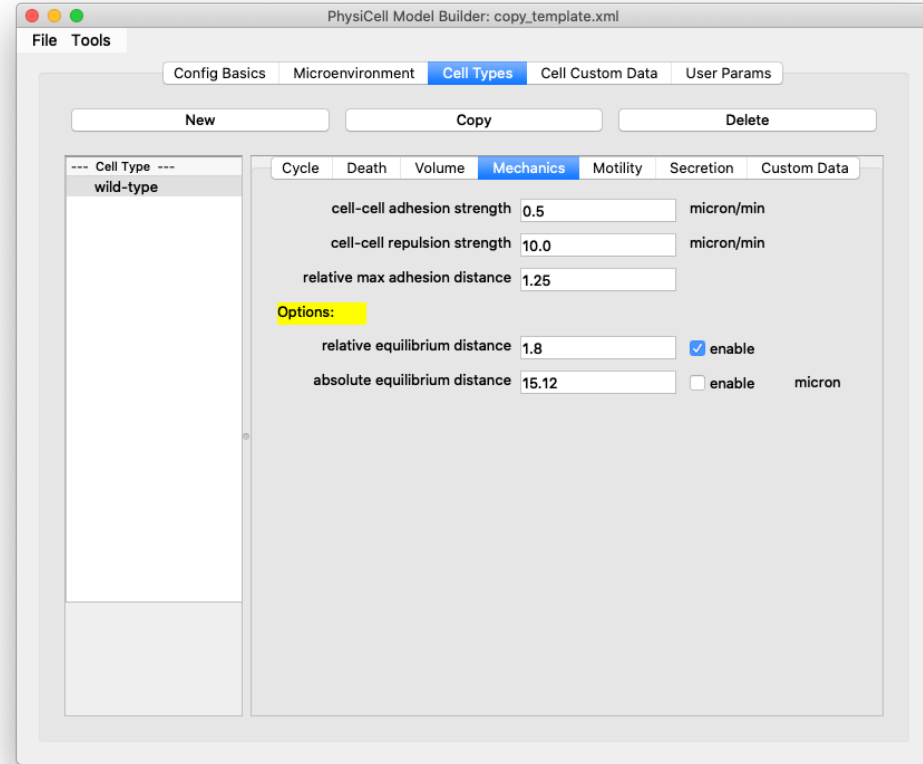 PhysiCell Model Builder: copy_template.xml
File Tools
Config Basics Microenvironment Cell Types Cell Custom Data User Params
New Copy Delete
--- Cell Type ---
wild-type
Cycle Death Volume Mechanics Motility Secretion Custom Data
cell-cell adhesion strength 0.5 micron/min
cell-cell repulsion strength 10.0 micron/min
relative max adhesion distance 1.25
Options:
relative equilibrium distance 1.8 enable
absolute equilibrium distance 15.12 enable micron